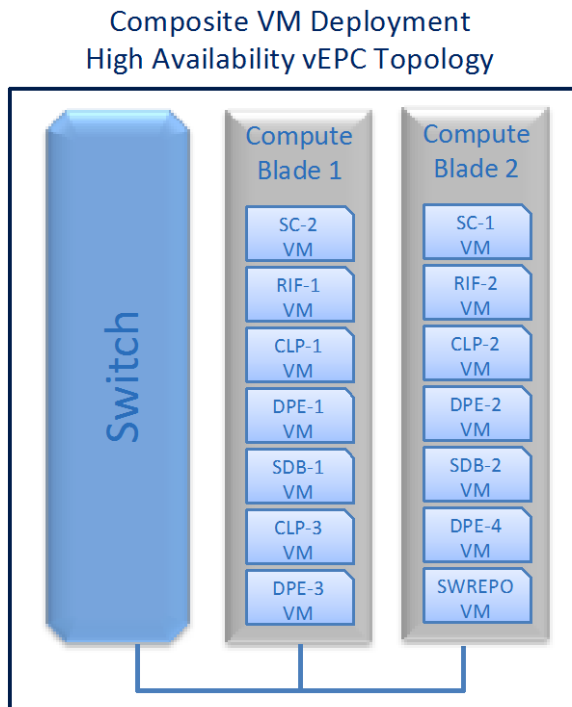 Composite VM Deployment
High Availability vEPC Topology
Switch
Compute
Blade 1
SC-2
VM
RIF-1
VM
CLP-1
VM
DPE-1
VM
SDB-1
VM
CLP-3
VM
DPE-3
VM
Compute
Blade 2
SC-1
VM
RIF-2
VM
CLP-2
VM
DPE-2
VM
SDB-2
VM
DPE-4
VM
SWREPO
VM